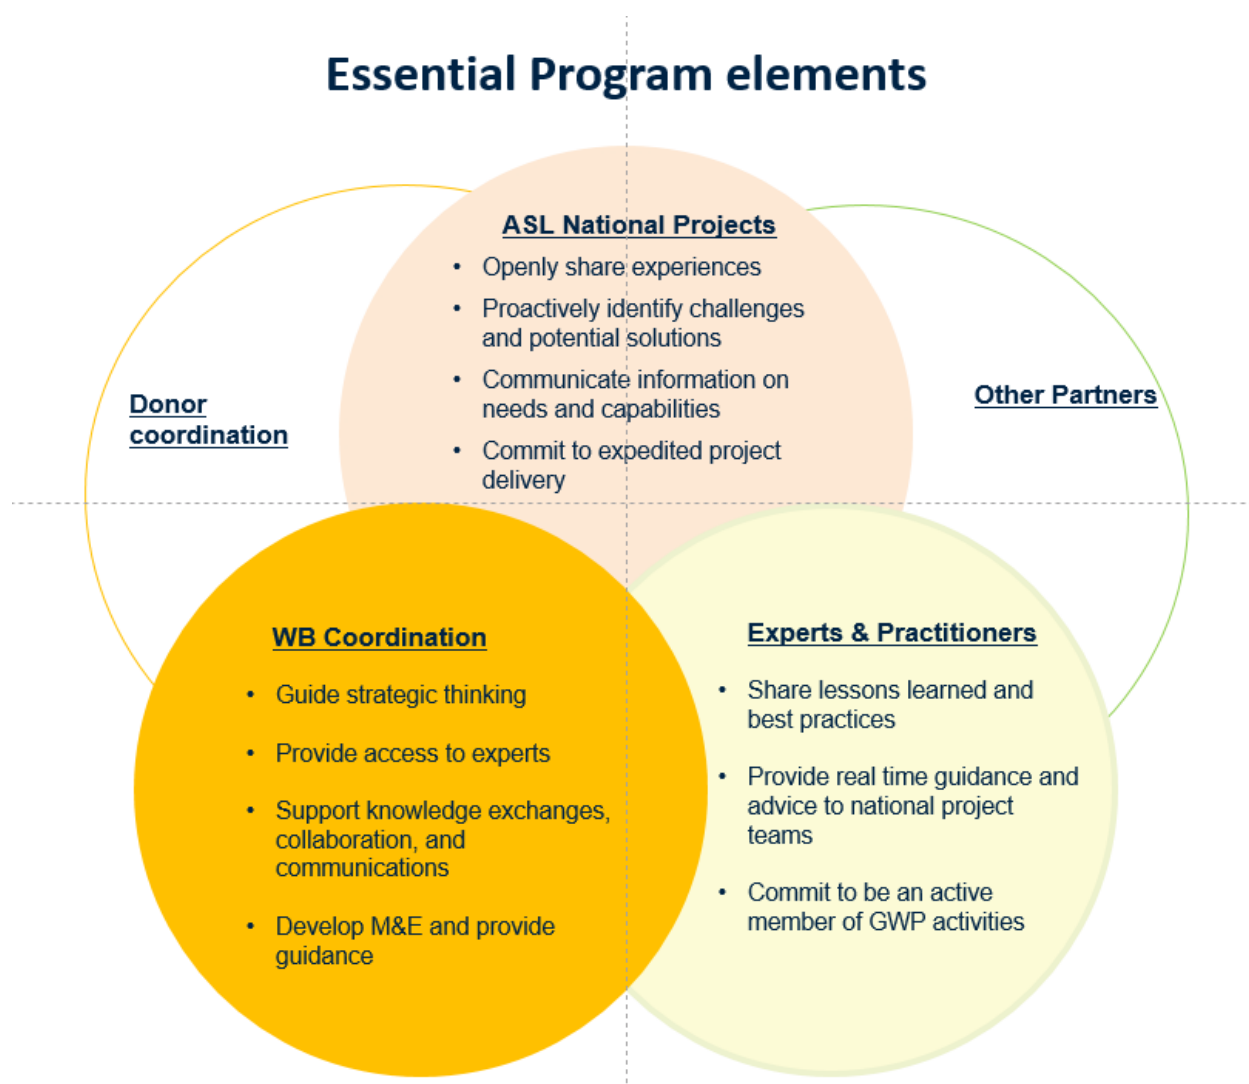 Essential Program elements
ASL National Projects
• Openly share experiences
• Proactively identify challenges
and potential solutions
• Communicate information on
needs and capabilities
• Commit to expedited project
delivery
Donor
coordination
Other Partners
WB Coordination
• Guide strategic thinking
• Provide access to experts
• Support knowledge exchanges,
collaboration, and
communications
• Develop M&E and provide
guidance
Experts & Practitioners
• Share lessons learned and
best practices
• Provide real time guidance and
advice to national project
teams
• Commit to be an active
member of GWP activities